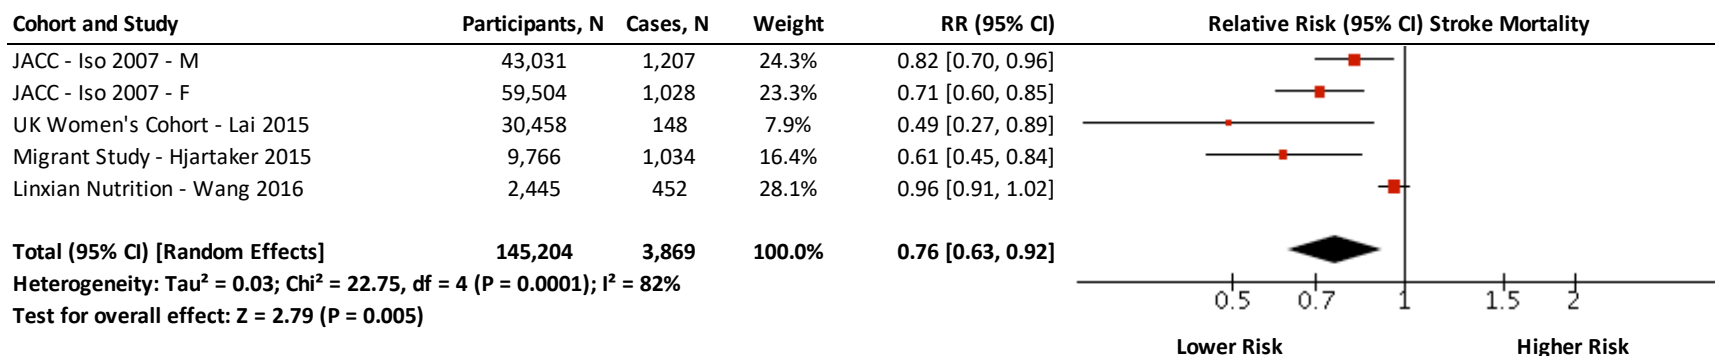 Cohort and Study Participants, N Cases, N Weight RR (95% CI) Relative Risk (95% CI) Stroke Mortality
JACC - Iso 2007 - M 43,031 1,207 24.3% 0.82 [0.70, 0.96]
JACC - Iso 2007 - F 59,504 1,028 23.3% 0.71 [0.60, 0.85]
UK Women's Cohort - Lai 2015 30,458 148 7.9% 0.49 [0.27, 0.89]
Migrant Study - Hjartaker 2015 9,766 1,034 16.4% 0.61 [0.45, 0.84]
Linxian Nutrition - Wang 2016 2,445 452 28.1% 0.96 [0.91, 1.02]
Total (95% CI) [Random Effects] 145,204 3,869 100.0% 0.76 [0.63, 0.92]
Heterogeneity: Tau² = 0.03; Chi² = 22.75, df = 4 (P = 0.0001); I² = 82%
0.5 0.7 1 1.5 2
Test for overall effect: Z = 2.79 (P = 0.005)
Lower Risk Higher Risk